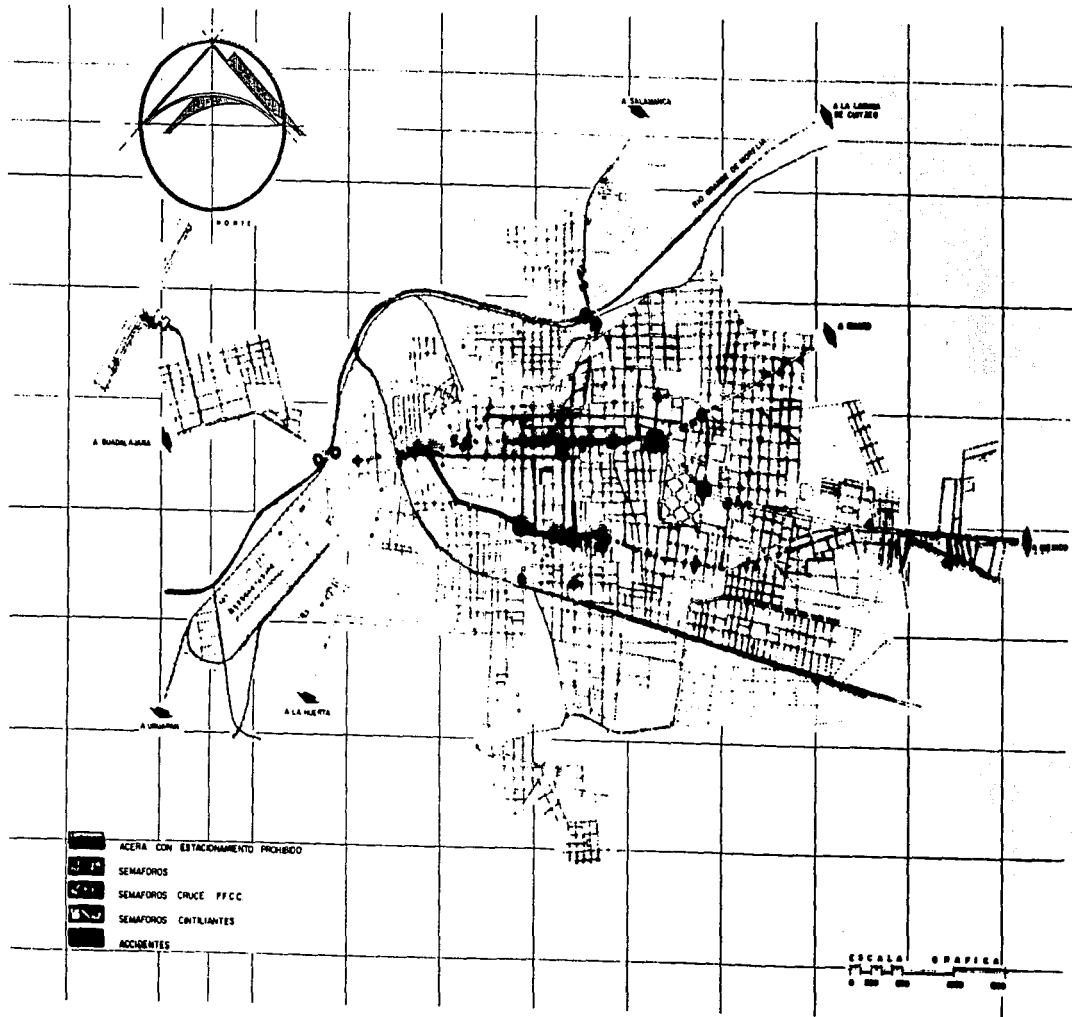 A SALAMANCA
A LA LAGUNA
DE CUITZEO
RIO GRANDE DE MORELIA
NORTE
A GUADALAJARA
A MEXICO
A URUAPAN
A LA HUERTA
ACERA CON ESTACIONAMIENTO PROHIBIDO
SEMAFOROS
SEMAFOROS CRUCE FFCC
SEMAFOROS CINTILIANTES
ACCIDENTES
ESCALA GRAFICA